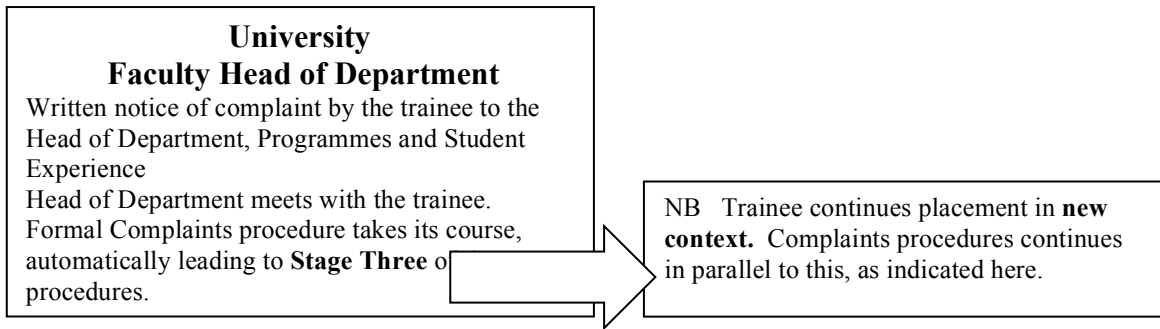 University
Faculty Head of Department
Written notice of complaint by the trainee to the
Head of Department, Programmes and Student
Experience
Head of Department meets with the trainee.
Formal Complaints procedure takes its course,
automatically leading to Stage Three
procedures.
NB Trainee continues placement in new
context. Complaints procedures continues
in parallel to this, as indicated here.